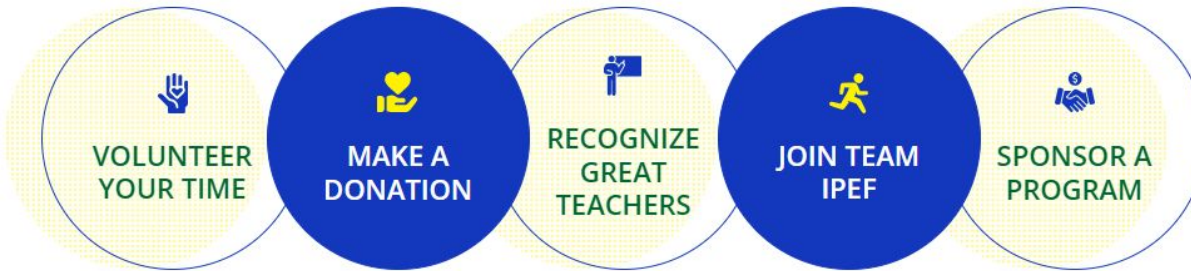 VOLUNTEER
YOUR TIME
MAKE A
DONATION
RECOGNIZE
GREAT
TEACHERS
JOIN TEAM
IPEF
$
SPONSOR A
PROGRAM